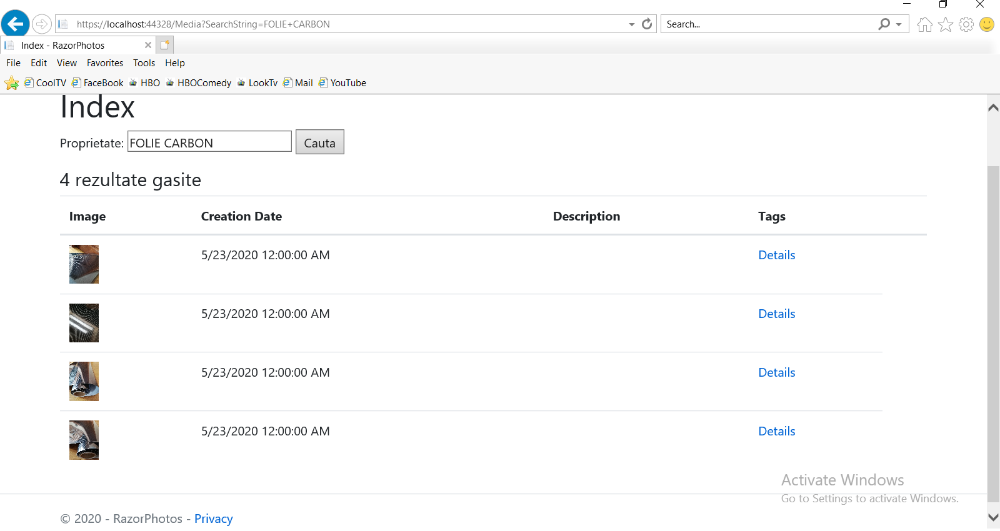 https://localhost:44328/Media?SearchString=FOLIE+CARBON
Search...
Index - RazorPhotos
File Edit View Favorites Tools Help
CoolTV FaceBook HBO HBOComedy LookTv Mail YouTube
Index
Proprietate: FOLIE CARBON Cauta
4 rezultate gasite
Image Creation Date Description Tags
5/23/2020 12:00:00 AM Details
5/23/2020 12:00:00 AM Details
5/23/2020 12:00:00 AM Details
5/23/2020 12:00:00 AM Details
Activate Windows
Go to Settings to activate Windows.
© 2020 - RazorPhotos - Privacy